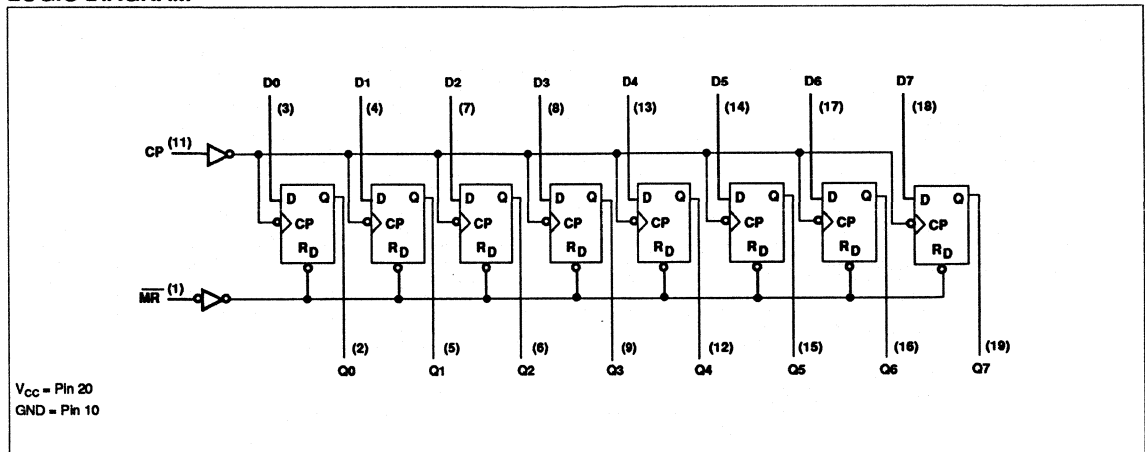 D0 D1 D2 D3 D4 D5 D6 D7
(3) (4) (7) (8) (13) (14) (17) (18)
CP (11)
D Q D Q D Q D Q D Q D Q D Q D Q
CP CP CP CP CP CP CP CP
RD RD RD RD RD RD RD RD
MR (1)
(2) (5) (6) (9) (12) (15) (16) (19)
Q0 Q1 Q2 Q3 Q4 Q5 Q6 Q7
VCC = Pin 20
GND = Pin 10